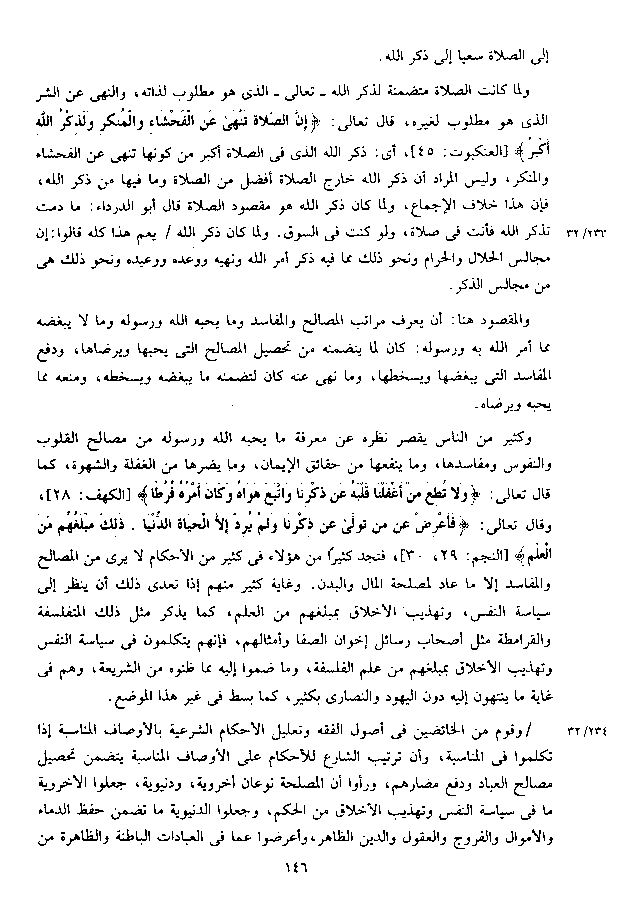 إلى الصلاة سعيا إلى ذكر الله.
ولما كانت الصلاة متضمنة لذكر الله ـ تعالى ـ الذى هو مطلوب لذاته، والنهى عن الشر
الذى هو مطلوب لغيره، قال تعالى: ﴿إِنَّ الصَّلاةَ تَنْهَىٰ عَنِ الْفَحْشَاءِ وَالْمُنكَرِ وَلَذِكْرُ اللَّهِ
أَكْبَرُ﴾ [العنكبوت: ٤٥]، أى: ذكر الله الذى فى الصلاة أكبر من كونها تنهى عن الفحشاء
والمنكر، وليس المراد أن ذكر الله خارج الصلاة أفضل من الصلاة وما فيها من ذكر الله،
فإن هذا خلاف الإجماع، ولما كان ذكر الله هو مقصود الصلاة قال أبو الدرداء: ما دمت
٣٢/٢٣٣ تذكر الله فأنت فى صلاة، ولو كنت فى السوق. ولما كان ذكر الله / يعم هذا كله قالوا: إن
مجالس الحلال والحرام ونحو ذلك مما فيه ذكر أمر الله ونهيه ووعده ووعيده ونحو ذلك هى
من مجالس الذكر.
والمقصود هنا: أن يعرف مراتب المصالح والمفاسد وما يحبه الله ورسوله وما لا يبغضه
مما أمر الله به ورسوله: كان لما يتضمنه من تحصيل المصالح التى يحبها ويرضاها، ودفع
المفاسد التى يبغضها ويسخطها، وما نهى عنه كان لتضمنه ما يبغضه ويسخطه، ومنعه مما
يحبه ويرضاه.
وكثير من الناس يقصر نظره عن معرفة ما يحبه الله ورسوله من مصالح القلوب
والنفوس ومفاسدها، وما ينفعها من حقائق الإيمان، وما يضرها من الغفلة والشهوة، كما
قال تعالى: ﴿وَلا تُطِعْ مَنْ أَغْفَلْنَا قَلْبَهُ عَن ذِكْرِنَا وَاتَّبَعَ هَوَاهُ وَكَانَ أَمْرُهُ فُرُطًا﴾ [الكهف: ٢٨]،
وقال تعالى: ﴿فَأَعْرِضْ عَن مَّن تَوَلَّىٰ عَن ذِكْرِنَا وَلَمْ يُرِدْ إِلاَّ الْحَيَاةَ الدُّنْيَا . ذَلِكَ مَبْلَغُهُم مِّنَ
الْعِلْمِ﴾ [النجم: ٢٩، ٣٠]، فتجد كثيرًا من هؤلاء فى كثير من الأحكام لا يرى من المصالح
والمفاسد إلا ما عاد لمصلحة المال والبدن. وغاية كثير منهم إذا تعدى ذلك أن ينظر إلى
سياسة النفس، وتهذيب الأخلاق بمبلغهم من العلم، كما يذكر مثل ذلك المتفلسفة
والقرامطة مثل أصحاب رسائل إخوان الصفا وأمثالهم، فإنهم يتكلمون فى سياسة النفس
وتهذيب الأخلاق بمبلغهم من علم الفلسفة، وما ضموا إليه مما ظنوه من الشريعة، وهم فى
غاية ما ينتهون إليه دون اليهود والنصارى بكثير، كما بسط فى غير هذا الموضع.
٣٢/٢٣٤ / وقوم من الخائضين فى أصول الفقه وتعليل الأحكام الشرعية بالأوصاف المناسبة إذا
تكلموا فى المناسبة، وأن ترتيب الشارع للأحكام على الأوصاف المناسبة يتضمن تحصيل
مصالح العباد ودفع مضارهم، ورأوا أن المصلحة نوعان أخروية، ودنيوية، جعلوا الأخروية
ما فى سياسة النفس وتهذيب الأخلاق من الحكم، وجعلوا الدنيوية ما تضمن حفظ الدماء
والأموال والفروج والعقول والدين الظاهر، وأعرضوا عما فى العبادات الباطنة والظاهرة من
١٤٦